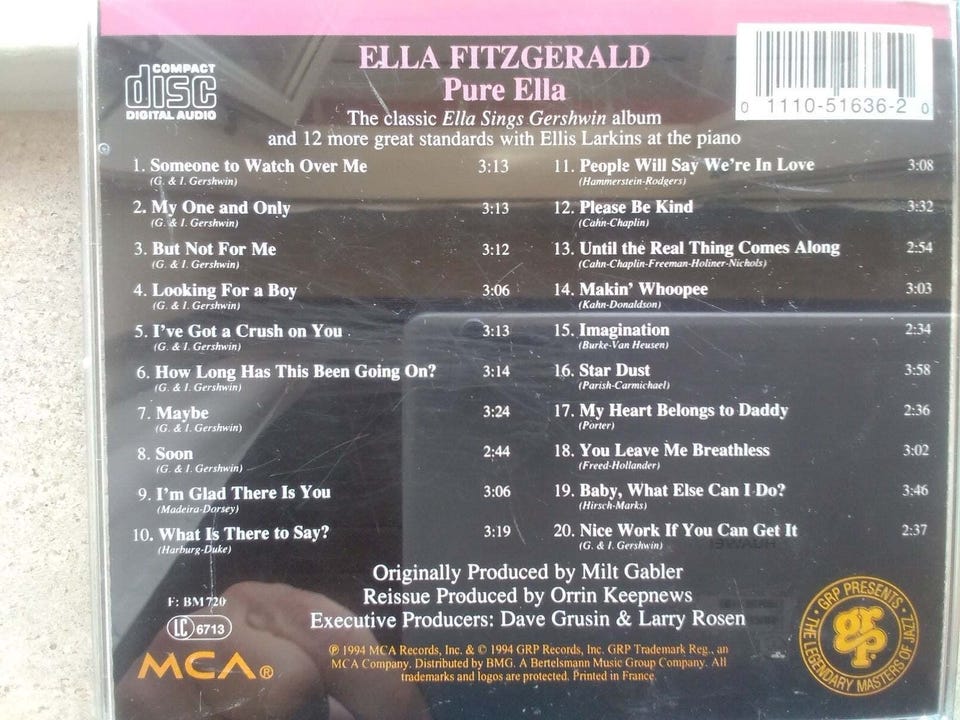 ELLA FITZGERALD
Pure Ella
The classic Ella Sings Gershwin album
and 12 more great standards with Ellis Larkins at the piano
COMPACT
disc
DIGITAL AUDIO
0 1110-51636-2 0
1. Someone to Watch Over Me 3:13
(G. & I. Gershwin)
2. My One and Only 3:13
(G. & I. Gershwin)
3. But Not For Me 3:12
(G. & I. Gershwin)
4. Looking For a Boy 3:06
(G. & I. Gershwin)
5. I've Got a Crush on You 3:13
(G. & I. Gershwin)
6. How Long Has This Been Going On? 3:14
(G. & I. Gershwin)
7. Maybe 3:24
(G. & I. Gershwin)
8. Soon 2:44
(G. & I. Gershwin)
9. I'm Glad There Is You 3:06
(Madeira-Dorsey)
10. What Is There to Say? 3:19
(Harburg-Duke)
11. People Will Say We're In Love 3:08
(Hammerstein-Rodgers)
12. Please Be Kind 3:32
(Cahn-Chaplin)
13. Until the Real Thing Comes Along 2:54
(Cahn-Chaplin-Freeman-Holiner-Nichols)
14. Makin' Whoopee 3:03
(Kahn-Donaldson)
15. Imagination 2:34
(Burke-Van Heusen)
16. Star Dust 3:58
(Parish-Carmichael)
17. My Heart Belongs to Daddy 2:36
(Porter)
18. You Leave Me Breathless 3:02
(Freed-Hollander)
19. Baby, What Else Can I Do? 3:46
(Hirsch-Marks)
20. Nice Work If You Can Get It 2:37
(G. & I. Gershwin)
HUAWEI
Originally Produced by Milt Gabler
Reissue Produced by Orrin Keepnews
Executive Producers: Dave Grusin & Larry Rosen
F: BM 720
LC 6713
MCA®
℗ 1994 MCA Records, Inc. & © 1994 GRP Records, Inc. GRP Trademark Reg., an
MCA Company. Distributed by BMG. A Bertelsmann Music Group Company. All
trademarks and logos are protected. Printed in France.
GRP PRESENTS
grp
THE LEGENDARY MASTERS OF JAZZ